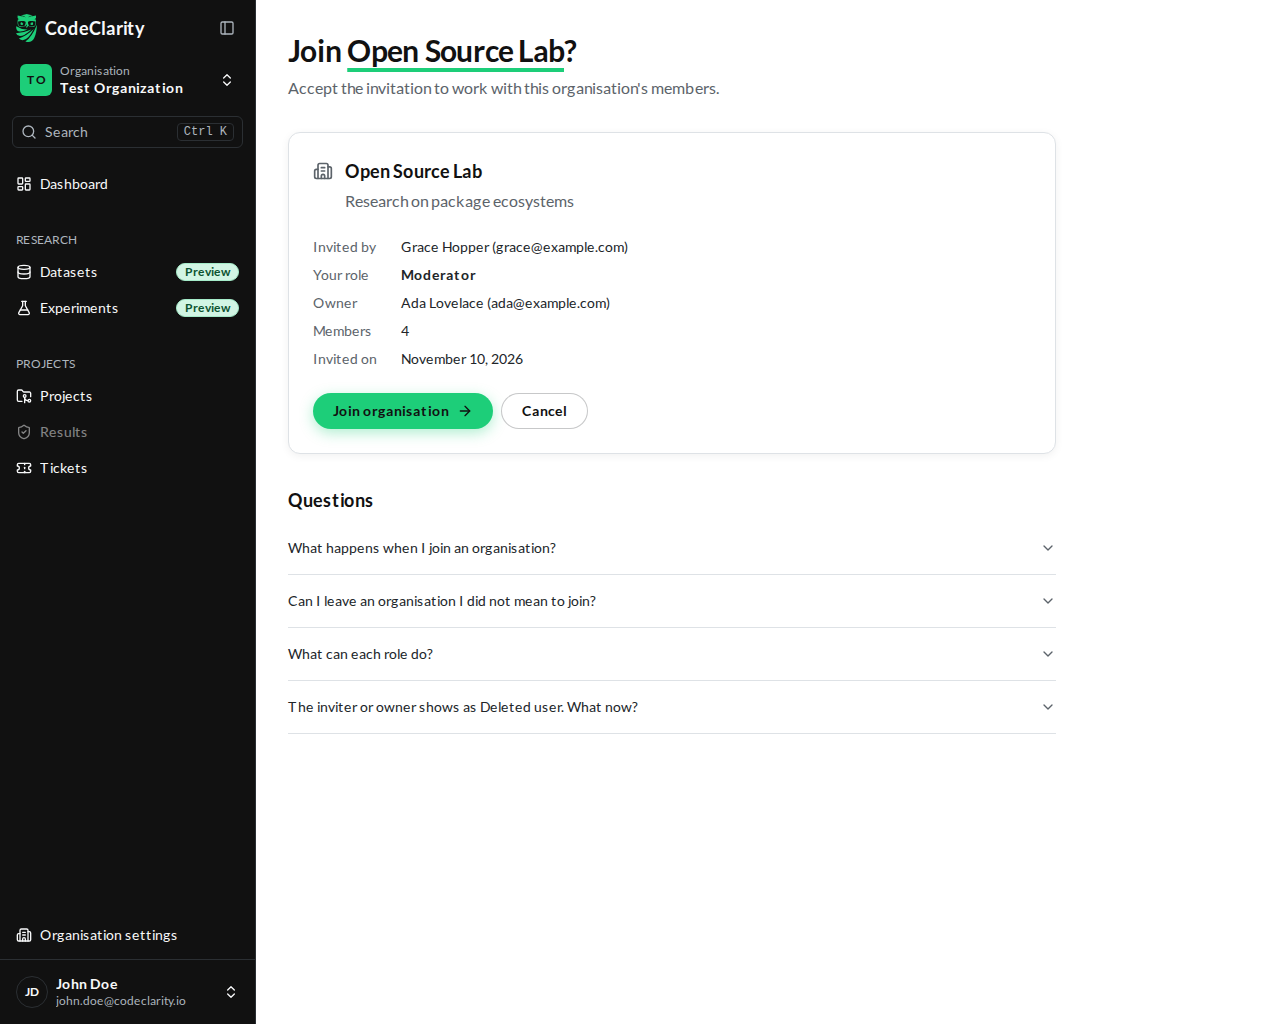 CodeClarity
TO
Organisation
Test Organization
Search
Ctrl K
Dashboard
RESEARCH
Datasets
Preview
Experiments
Preview
PROJECTS
Projects
Results
Tickets
Organisation settings
JD
John Doe
john.doe@codeclarity.io
Join Open Source Lab?
Accept the invitation to work with this organisation's members.
Open Source Lab
Research on package ecosystems
Invited by Grace Hopper (grace@example.com)
Your role Moderator
Owner Ada Lovelace (ada@example.com)
Members 4
Invited on November 10, 2026
Join organisation
Cancel
Questions
What happens when I join an organisation?
Can I leave an organisation I did not mean to join?
What can each role do?
The inviter or owner shows as Deleted user. What now?